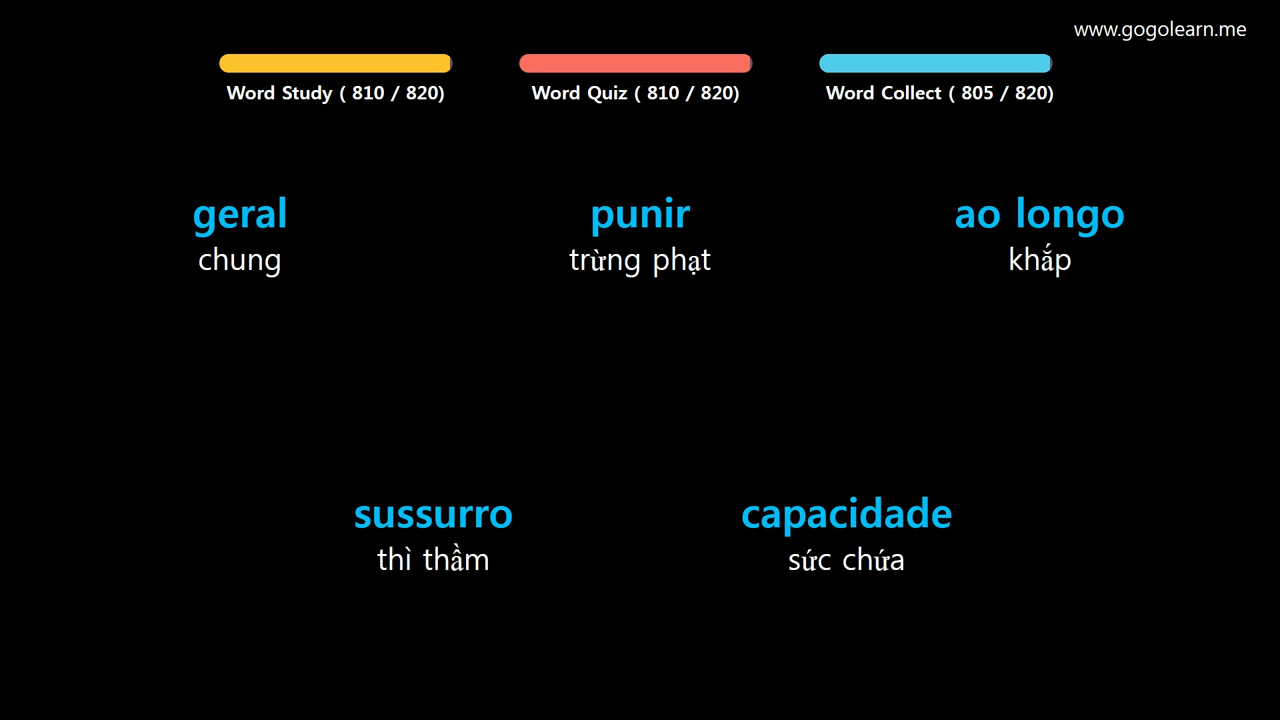 www.gogolearn.me
Word Study ( 810 / 820)
Word Quiz ( 810 / 820)
Word Collect ( 805 / 820)
geral
chung
punir
trừng phạt
ao longo
khắp
sussurro
thì thầm
capacidade
sức chứa